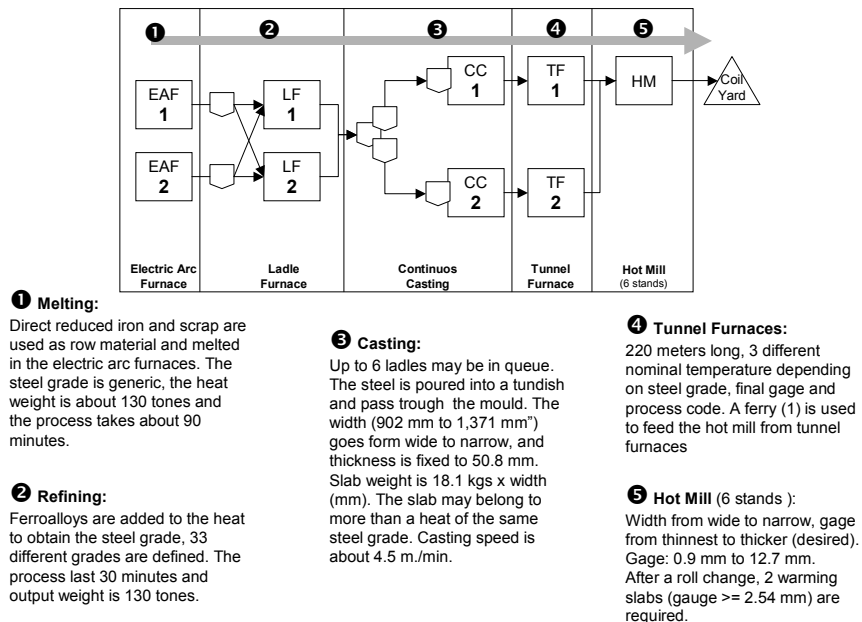 ❶ ❷ ❸ ❹ ❺
EAF
1
EAF
2
LF
1
LF
2
CC
1
CC
2
TF
1
TF
2
HM
Coil
Yard
Electric Arc
Furnace
Ladle
Furnace
Continuos
Casting
Tunnel
Furnace
Hot Mill
(6 stands)
❶ Melting:
Direct reduced iron and scrap are
used as row material and melted
in the electric arc furnaces. The
steel grade is generic, the heat
weight is about 130 tones and
the process takes about 90
minutes.
❷ Refining:
Ferroalloys are added to the heat
to obtain the steel grade, 33
different grades are defined. The
process last 30 minutes and
output weight is 130 tones.
❸ Casting:
Up to 6 ladles may be in queue.
The steel is poured into a tundish
and pass trough the mould. The
width (902 mm to 1,371 mm”)
goes form wide to narrow, and
thickness is fixed to 50.8 mm.
Slab weight is 18.1 kgs x width
(mm). The slab may belong to
more than a heat of the same
steel grade. Casting speed is
about 4.5 m./min.
❹ Tunnel Furnaces:
220 meters long, 3 different
nominal temperature depending
on steel grade, final gage and
process code. A ferry (1) is used
to feed the hot mill from tunnel
furnaces
❺ Hot Mill (6 stands ):
Width from wide to narrow, gage
from thinnest to thicker (desired).
Gage: 0.9 mm to 12.7 mm.
After a roll change, 2 warming
slabs (gauge >= 2.54 mm) are
required.